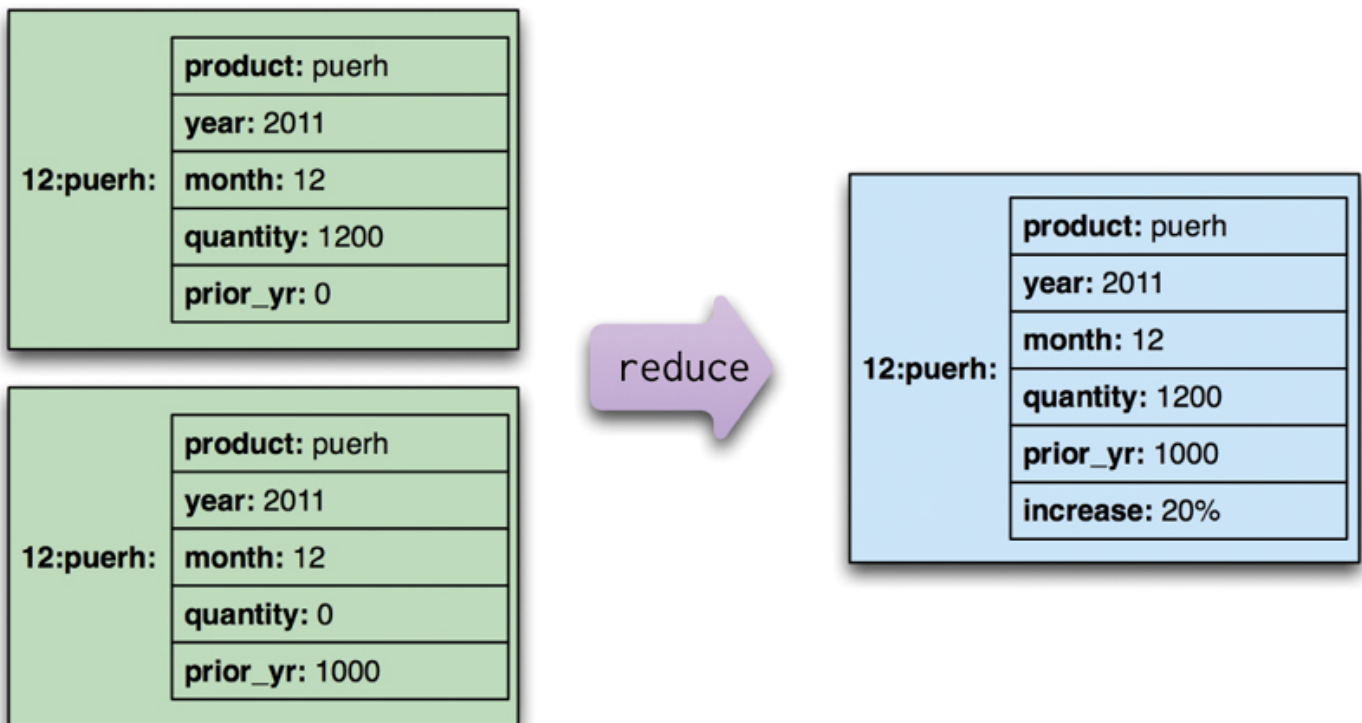 product: puerh
year: 2011
12:puerh:
month: 12
quantity: 1200
prior_yr: 0
product: puerh
year: 2011
12:puerh:
month: 12
quantity: 0
prior_yr: 1000
reduce
product: puerh
year: 2011
month: 12
12:puerh:
quantity: 1200
prior_yr: 1000
increase: 20%